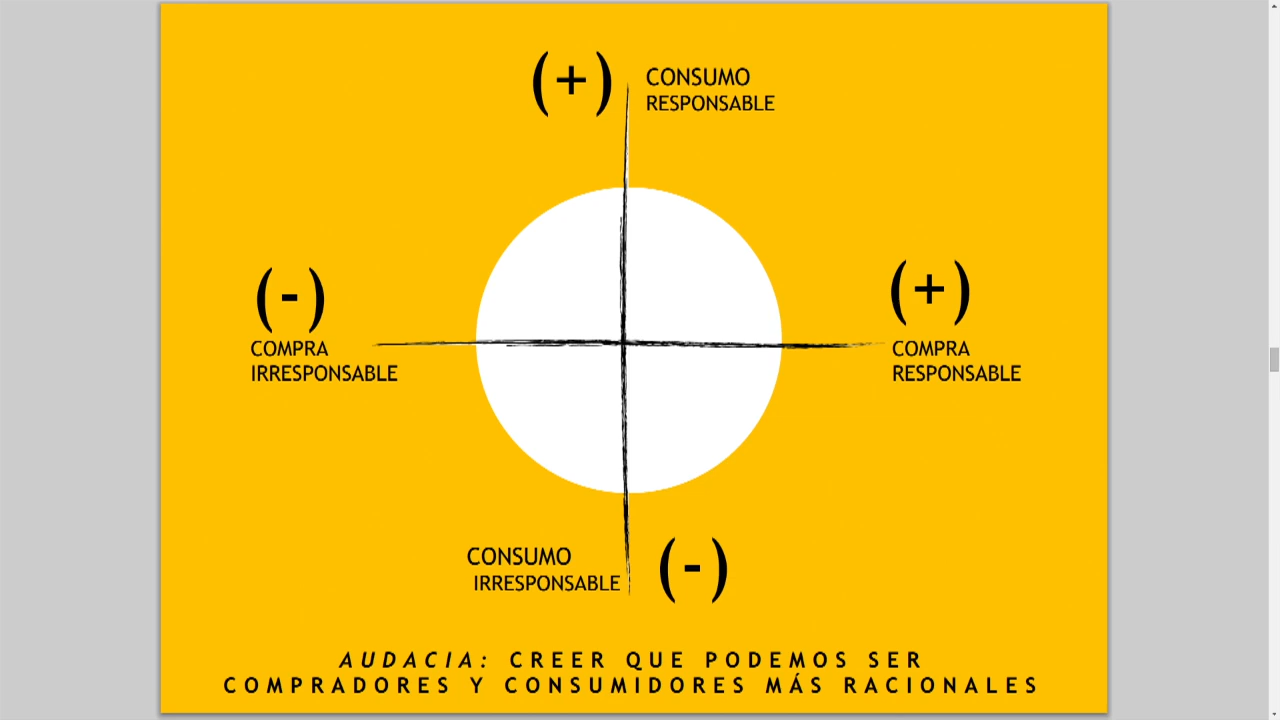 (+) CONSUMO
RESPONSABLE
(-)
COMPRA
IRRESPONSABLE
(+)
COMPRA
RESPONSABLE
CONSUMO
IRRESPONSABLE
(-)
AUDACIA: CREER QUE PODEMOS SER
COMPRADORES Y CONSUMIDORES MÁS RACIONALES